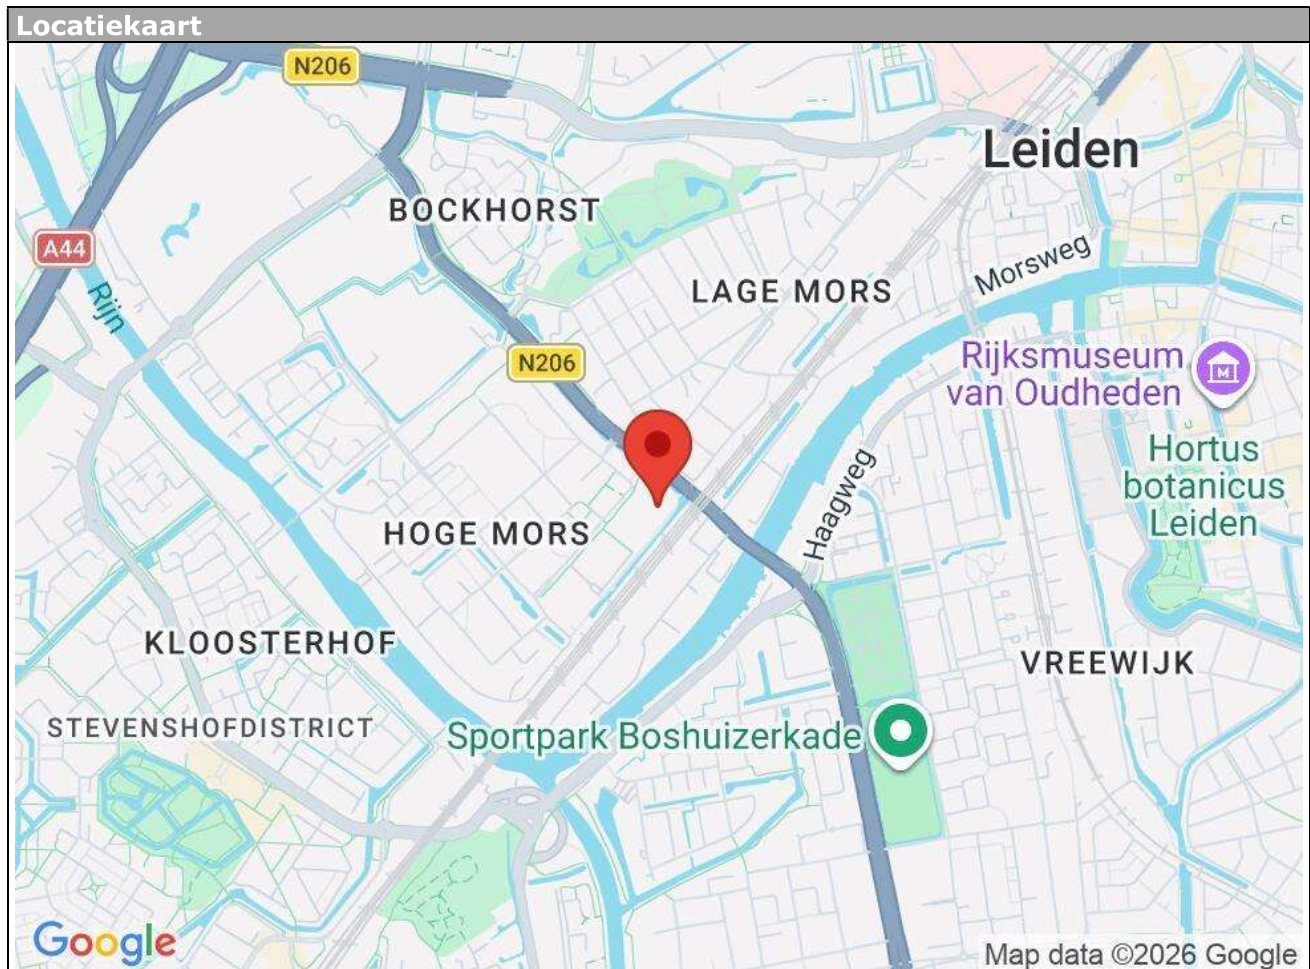 Locatiekaart
N206
Leiden
BOCKHORST
A44
Rijn
Morsweg
LAGE MORS
N206
Rijksmuseum
van Oudheden
Haagweg
Hortus
botanicus
Leiden
HOGE MORS
KLOOSTERHOF
VREEWIJK
STEVENSHOFDISTRICT
Sportpark Boshuizerkade
Google
Map data ©2026 Google